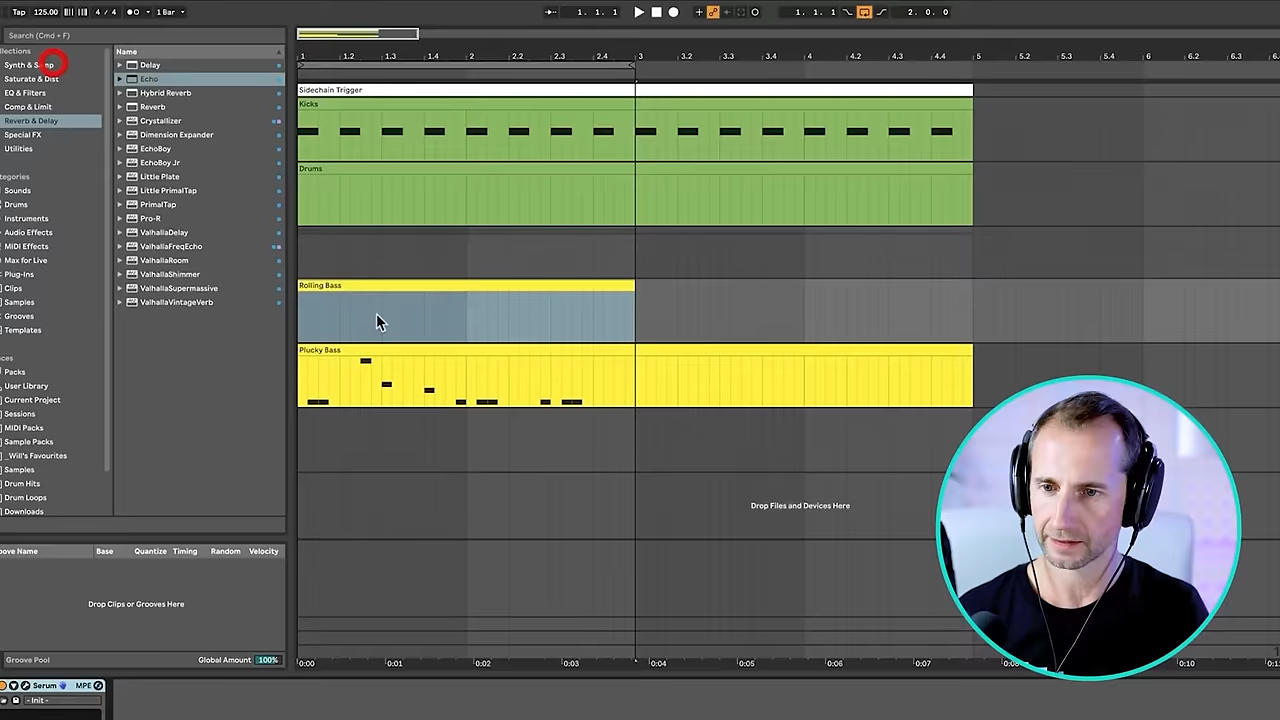 Tap 125.00 4 / 4 1 Bar 1. 1. 1 1. 1. 1 2. 0. 0
Search (Cmd + F)
llections
Synth & Samp
Saturate & Dist
EQ & Filters
Comp & Limit
Reverb & Delay
Special FX
Utilities
tegories
Sounds
Drums
Instruments
Audio Effects
MIDI Effects
Max for Live
Plug-Ins
Clips
Samples
Grooves
Templates
aces
Packs
User Library
Current Project
Sessions
MIDI Packs
Sample Packs
_Will's Favourites
Samples
Drum Hits
Drum Loops
Downloads
Name
Delay
Echo
Hybrid Reverb
Reverb
Crystallizer
Dimension Expander
EchoBoy
EchoBoy Jr
Little Plate
Little PrimalTap
PrimalTap
Pro-R
ValhallaDelay
ValhallaFreqEcho
ValhallaRoom
ValhallaShimmer
ValhallaSupermassive
ValhallaVintageVerb
1 1.2 1.3 1.4 2 2.2 2.3 2.4 3 3.2 3.3 3.4 4 4.2 4.3 4.4 5 5.2 5.3 5.4 6 6.2 6.3 6.
Sidechain Trigger
Kicks
Drums
Rolling Bass
Plucky Bass
Drop Files and Devices Here
0:00 0:01 0:02 0:03 0:04 0:05 0:06 0:07 0:10
oove Name Base Quantize Timing Random Velocity
Drop Clips or Grooves Here
Groove Pool Global Amount 100%
Serum MPE
- Init -